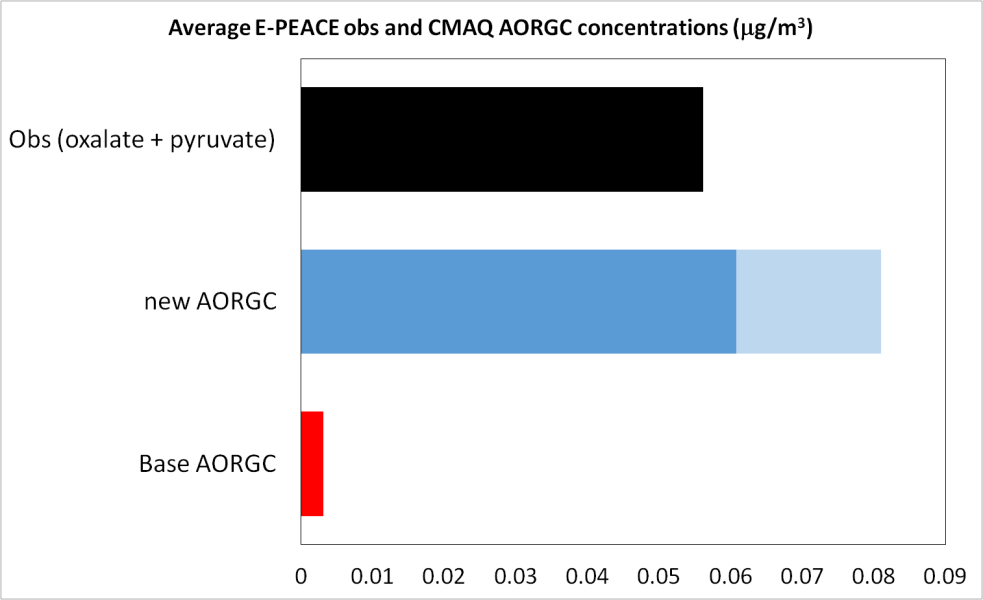 Average E-PEACE obs and CMAQ AORGC concentrations (µg/m³)
Obs (oxalate + pyruvate)
new AORGC
Base AORGC
0 0.01 0.02 0.03 0.04 0.05 0.06 0.07 0.08 0.09